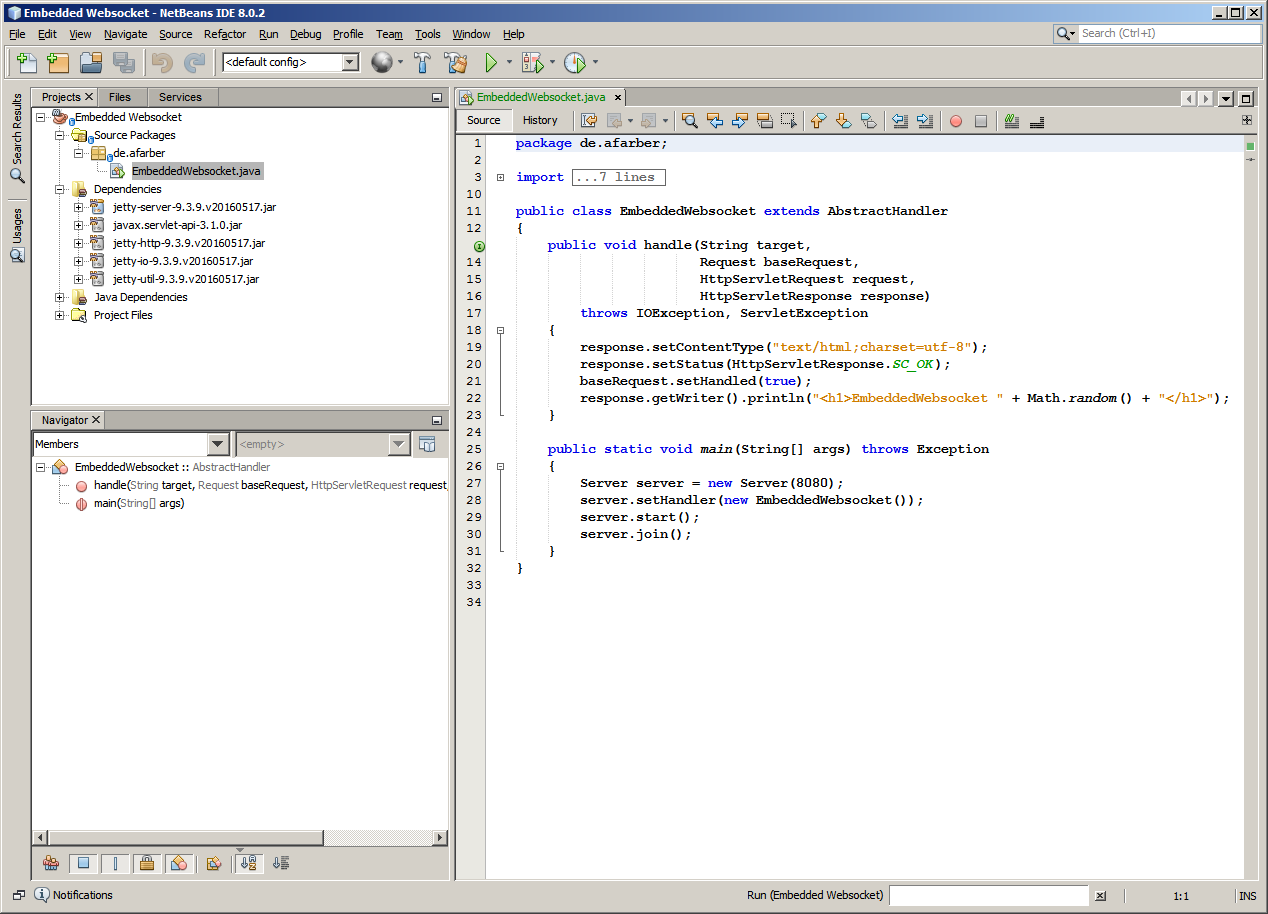 Embedded Websocket - NetBeans IDE 8.0.2
File Edit View Navigate Source Refactor Run Debug Profile Team Tools Window Help
Search (Ctrl+I)
<default config>
Search Results
Usages
Projects Files Services
Embedded Websocket
Source Packages
de.afarber
EmbeddedWebsocket.java
Dependencies
jetty-server-9.3.9.v20160517.jar
javax.servlet-api-3.1.0.jar
jetty-http-9.3.9.v20160517.jar
jetty-io-9.3.9.v20160517.jar
jetty-util-9.3.9.v20160517.jar
Java Dependencies
Project Files
Navigator
Members
<empty>
EmbeddedWebsocket :: AbstractHandler
handle(String target, Request baseRequest, HttpServletRequest request,
main(String[] args)
EmbeddedWebsocket.java
Source History
1 package de.afarber;
2
3 import ...7 lines
10
11 public class EmbeddedWebsocket extends AbstractHandler
12 {
public void handle(String target,
14 Request baseRequest,
15 HttpServletRequest request,
16 HttpServletResponse response)
17 throws IOException, ServletException
18 {
19 response.setContentType("text/html;charset=utf-8");
20 response.setStatus(HttpServletResponse.SC_OK);
21 baseRequest.setHandled(true);
22 response.getWriter().println("<h1>EmbeddedWebsocket " + Math.random() + "</h1>");
23 }
24
25 public static void main(String[] args) throws Exception
26 {
27 Server server = new Server(8080);
28 server.setHandler(new EmbeddedWebsocket());
29 server.start();
30 server.join();
31 }
32 }
33
34
Notifications
Run (Embedded Websocket)
1:1
INS